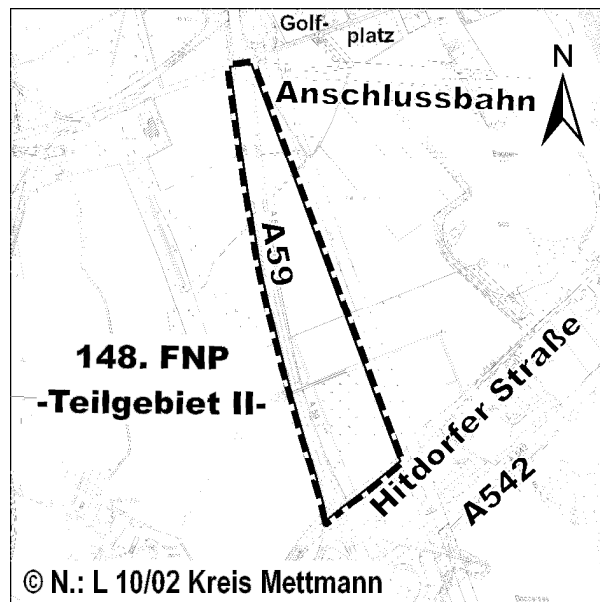 Golf-
platz
N
Anschlussbahn
A59
148. FNP
-Teilgebiet II-
Hitdorfer Straße
A542
© N.: L 10/02 Kreis Mettmann